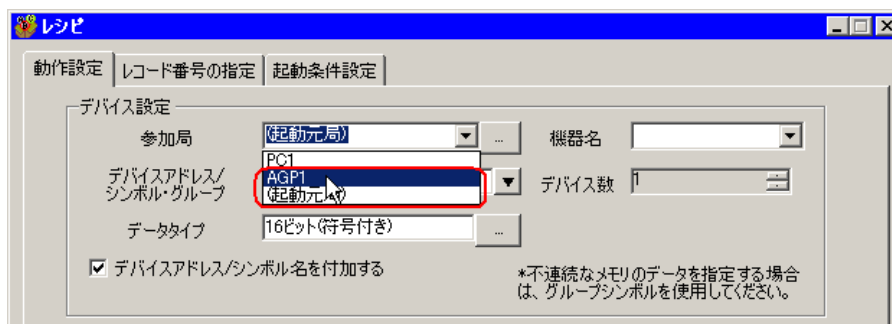 レシピ
動作設定 レコード番号の指定 起動条件設定
デバイス設定
参加局 (起動元局) ... 機器名
PC1
AGP1
(起動元局)
デバイスアドレス/
シンボル・グループ
デバイス数 1
データタイプ 16ビット(符号付き) ...
デバイスアドレス/シンボル名を付加する
*不連続なメモリのデータを指定する場合
は、グループシンボルを使用してください。